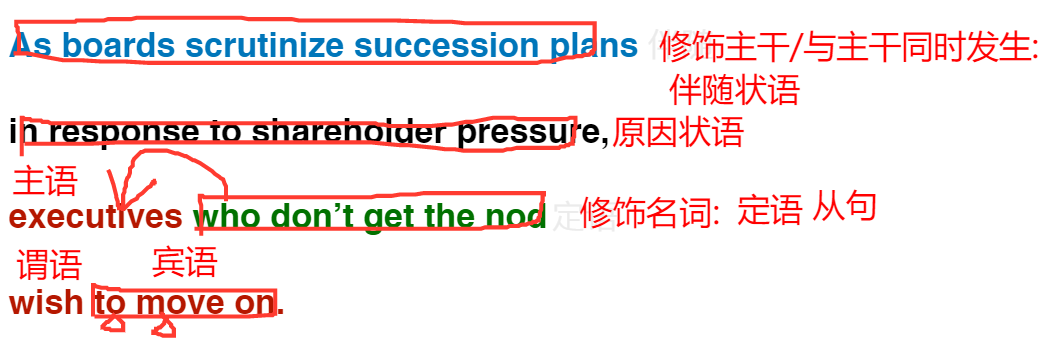 As boards scrutinize succession plans 修饰主干/与主干同时发生:
伴随状语
in response to shareholder pressure, 原因状语
主语
executives who don't get the nod 修饰名词: 定语 从句
谓语 宾语
wish to move on.